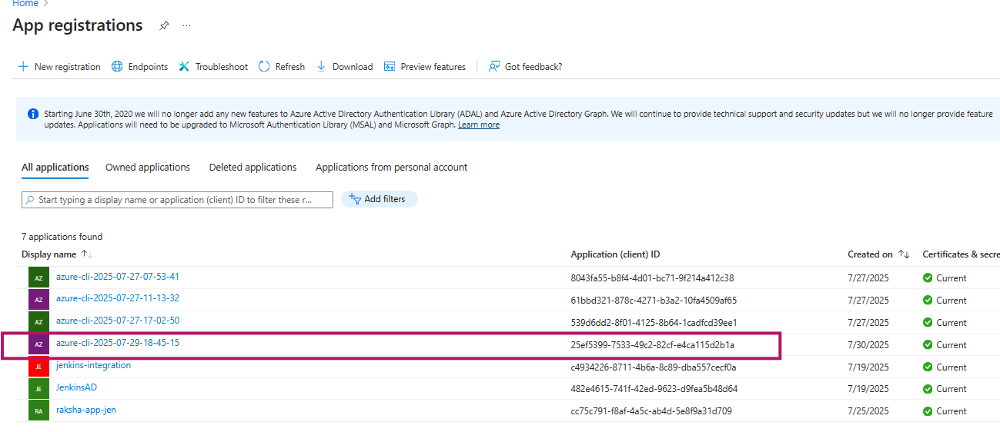 Home >
App registrations
...
New registration Endpoints Troubleshoot Refresh Download Preview features Got feedback?
Starting June 30th, 2020 we will no longer add any new features to Azure Active Directory Authentication Library (ADAL) and Azure Active Directory Graph. We will continue to provide technical support and security updates but we will no longer provide feature
updates. Applications will need to be upgraded to Microsoft Authentication Library (MSAL) and Microsoft Graph. Learn more
All applications Owned applications Deleted applications Applications from personal account
Start typing a display name or application (client) ID to filter these r... Add filters
7 applications found
Display name Application (client) ID Created on Certificates & secre
AZ azure-cli-2025-07-27-07-53-41 8043fa55-b8f4-4d01-bc71-9f214a412c38 7/27/2025 Current
AZ azure-cli-2025-07-27-11-13-32 61bbd321-878c-4271-b3a2-10fa4509af65 7/27/2025 Current
AZ azure-cli-2025-07-27-17-02-50 539d6dd2-8f01-4125-8b64-1cadfcd39ee1 7/27/2025 Current
AZ azure-cli-2025-07-29-18-45-15 25ef5399-7533-49c2-82cf-e4ca115d2b1a 7/30/2025 Current
JE jenkins-integration c4934226-8711-4b6a-8c89-dba557cecf0a 7/19/2025 Current
JE JenkinsAD 482e4615-741f-42ed-9623-d9fea5b48d64 7/19/2025 Current
RA raksha-app-jen cc75c791-f8af-4a5c-ab4d-5e8f9a31d709 7/25/2025 Current